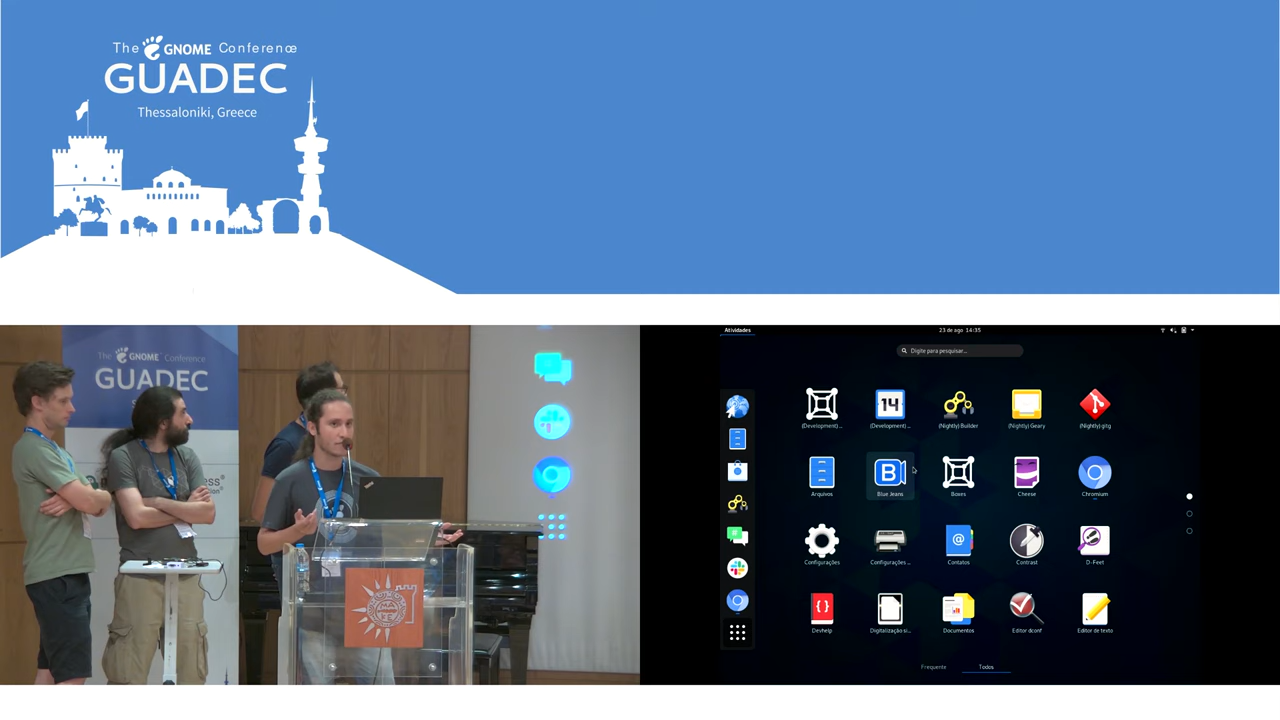 The GNOME Conference
GUADEC
Thessaloniki, Greece
The GNOME Conference
GUADEC
Atividades
23 de ago 14:35
Digite para pesquisar...
(Development) ...
(Development) ...
(Nightly) Builder
(Nightly) Geary
(Nightly) gitg
14
Arquivos
Blue Jeans
Boxes
Cheese
Chromium
B
Configurações
Configurações ...
Contatos
Contrast
D-Feet
@
Devhelp
Digitalização si...
Documentos
Editor dconf
Editor de texto
{ }
Frequente
Todos